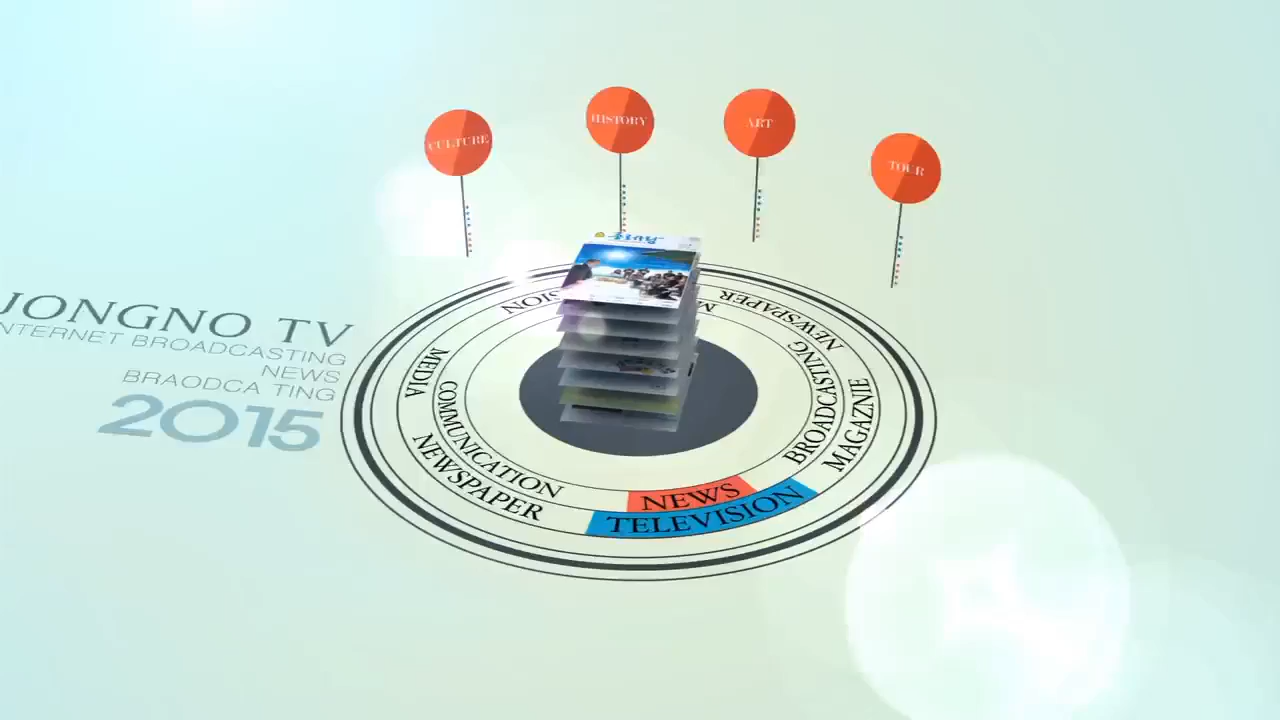 CULTURE
HISTORY
ART
TOUR
JONGNO TV
NTERNET BROADCASTING
NEWS
BRAODCA TING
2015
NEWSPAPER
BROADCASTING
MAGAZNIE
MEDIA
COMMUNICATION
NEWSPAPER
NEWS
TELEVISION